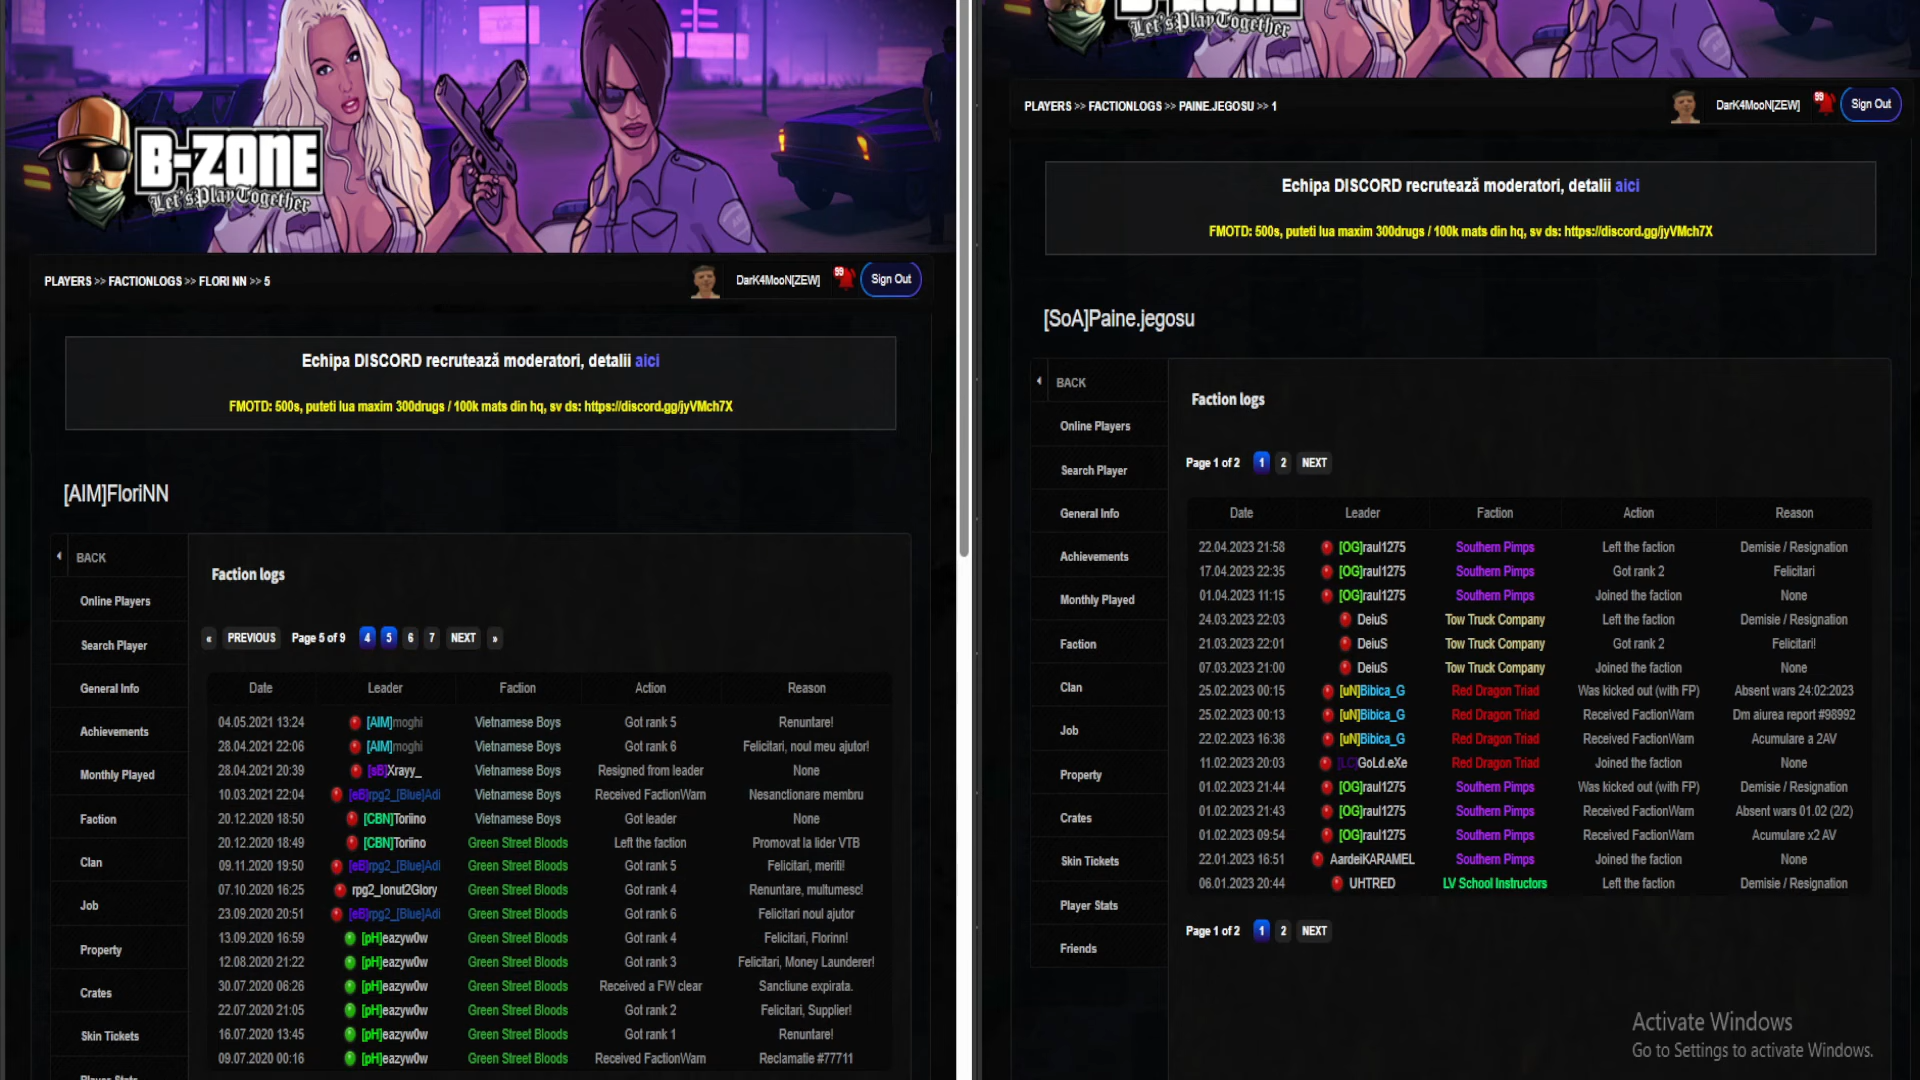 B-ZONE
Let'sPlayTogether
PLAYERS >> FACTIONLOGS >> FLORI NN >> 5
DarK4MooN[ZEW]
99
Sign Out
Echipa DISCORD recrutează moderatori, detalii aici
FMOTD: 500s, puteti lua maxim 300drugs / 100k mats din hq, sv ds: https://discord.gg/jyVMch7X
[AIM]FloriNN
BACK
Online Players
Search Player
General Info
Achievements
Monthly Played
Faction
Clan
Job
Property
Crates
Skin Tickets
Player Stats
Faction logs
« PREVIOUS Page 5 of 9 4 5 6 7 NEXT »
Date Leader Faction Action Reason
04.05.2021 13:24 [AIM]moghi Vietnamese Boys Got rank 5 Renuntare!
28.04.2021 22:06 [AIM]moghi Vietnamese Boys Got rank 6 Felicitari, noul meu ajutor!
28.04.2021 20:39 [sB]Xrayy_ Vietnamese Boys Resigned from leader None
10.03.2021 22:04 [eB]rpg2_[Blue]Adi Vietnamese Boys Received FactionWarn Nesanctionare membru
20.12.2020 18:50 [CBN]Toriino Vietnamese Boys Got leader None
20.12.2020 18:49 [CBN]Toriino Green Street Bloods Left the faction Promovat la lider VTB
09.11.2020 19:50 [eB]rpg2_[Blue]Adi Green Street Bloods Got rank 5 Felicitari, meriti!
07.10.2020 16:25 rpg2_Ionut2Glory Green Street Bloods Got rank 4 Renuntare, multumesc!
23.09.2020 20:51 [eB]rpg2_[Blue]Adi Green Street Bloods Got rank 6 Felicitari noul ajutor
13.09.2020 16:59 [pH]eazyw0w Green Street Bloods Got rank 4 Felicitari, Florinn!
12.08.2020 21:22 [pH]eazyw0w Green Street Bloods Got rank 3 Felicitari, Money Launderer!
30.07.2020 06:26 [pH]eazyw0w Green Street Bloods Received a FW clear Sanctiune expirata.
22.07.2020 21:05 [pH]eazyw0w Green Street Bloods Got rank 2 Felicitari, Supplier!
16.07.2020 13:45 [pH]eazyw0w Green Street Bloods Got rank 1 Renuntare!
09.07.2020 00:16 [pH]eazyw0w Green Street Bloods Received FactionWarn Reclamatie #77711
Let'sPlayTogether
PLAYERS >> FACTIONLOGS >> PAINE.JEGOSU >> 1
DarK4MooN[ZEW]
99
Sign Out
Echipa DISCORD recrutează moderatori, detalii aici
FMOTD: 500s, puteti lua maxim 300drugs / 100k mats din hq, sv ds: https://discord.gg/jyVMch7X
[SoA]Paine.jegosu
BACK
Online Players
Search Player
General Info
Achievements
Monthly Played
Faction
Clan
Job
Property
Crates
Skin Tickets
Player Stats
Friends
Faction logs
Page 1 of 2 1 2 NEXT
Date Leader Faction Action Reason
22.04.2023 21:58 [OG]raul1275 Southern Pimps Left the faction Demisie / Resignation
17.04.2023 22:35 [OG]raul1275 Southern Pimps Got rank 2 Felicitari
01.04.2023 11:15 [OG]raul1275 Southern Pimps Joined the faction None
24.03.2023 22:03 DeiuS Tow Truck Company Left the faction Demisie / Resignation
21.03.2023 22:01 DeiuS Tow Truck Company Got rank 2 Felicitari!
07.03.2023 21:00 DeiuS Tow Truck Company Joined the faction None
25.02.2023 00:15 [uN]Bibica_G Red Dragon Triad Was kicked out (with FP) Absent wars 24:02:2023
25.02.2023 00:13 [uN]Bibica_G Red Dragon Triad Received FactionWarn Dm aiurea report #98992
22.02.2023 16:38 [uN]Bibica_G Red Dragon Triad Received FactionWarn Acumulare a 2AV
11.02.2023 20:03 [LC]GoLd.eXe Red Dragon Triad Joined the faction None
01.02.2023 21:44 [OG]raul1275 Southern Pimps Was kicked out (with FP) Demisie / Resignation
01.02.2023 21:43 [OG]raul1275 Southern Pimps Received FactionWarn Absent wars 01.02 (2/2)
01.02.2023 09:54 [OG]raul1275 Southern Pimps Received FactionWarn Acumulare x2 AV
22.01.2023 16:51 AardeiKARAMEL Southern Pimps Joined the faction None
06.01.2023 20:44 UHTRED LV School Instructors Left the faction Demisie / Resignation
Page 1 of 2 1 2 NEXT
Activate Windows
Go to Settings to activate Windows.